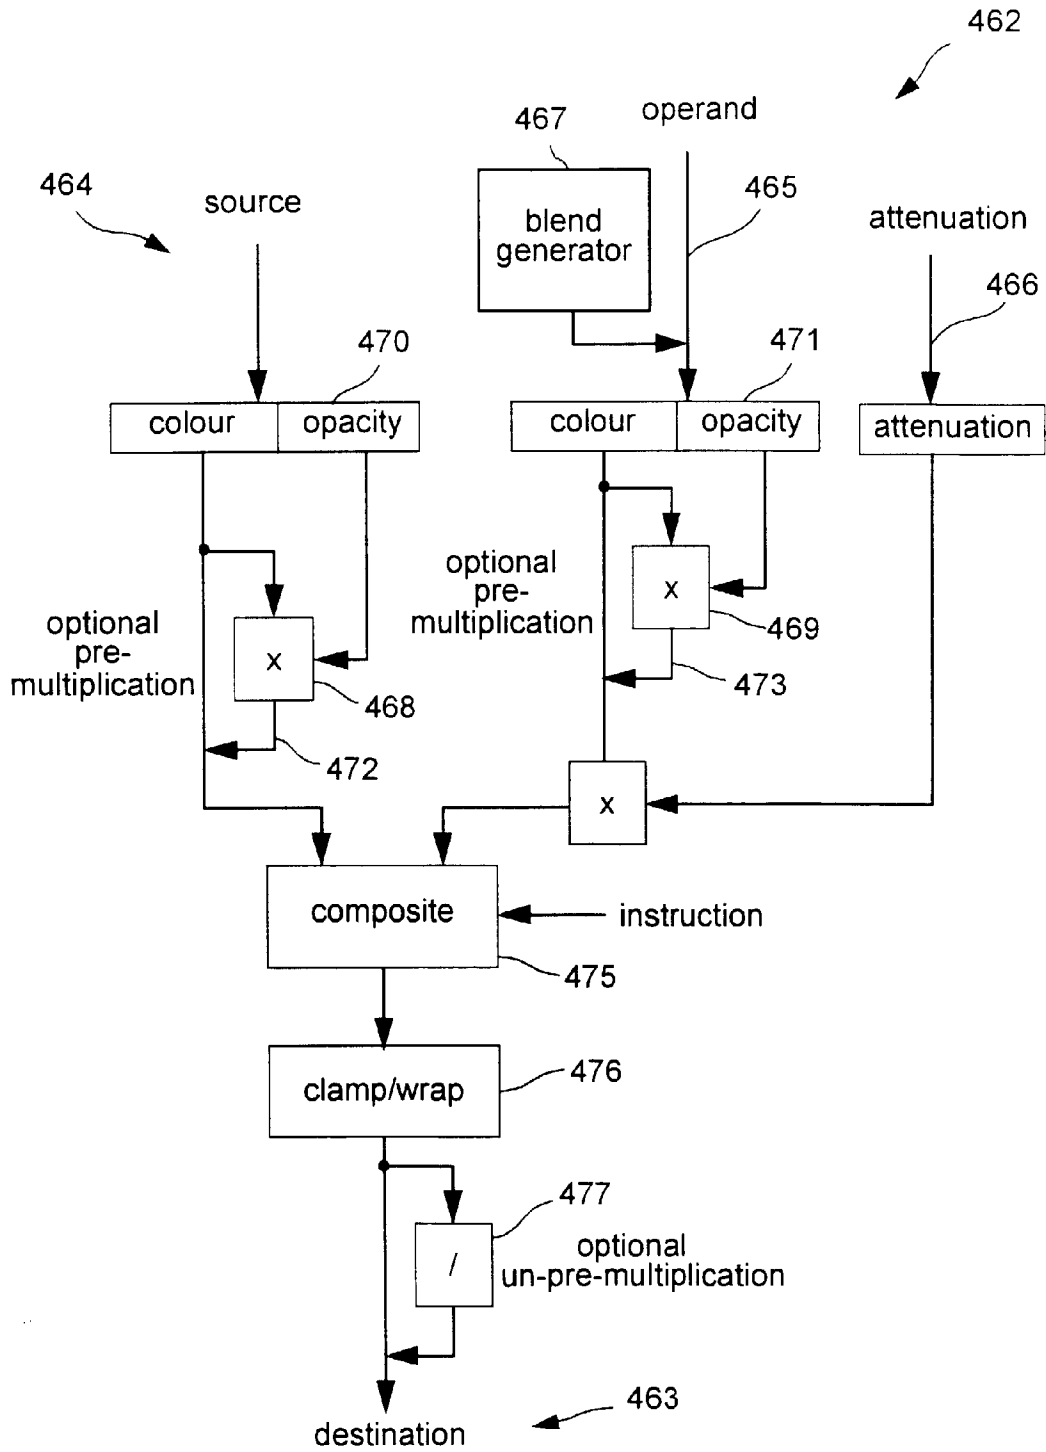 462
operand
467
464
source
465
blend
generator
attenuation
466
470
471
colour
opacity
colour
opacity
attenuation
optional
pre-
multiplication
x
469
473
optional
pre-
multiplication
x
468
472
x
composite
instruction
475
clamp/wrap
476
477
/
optional
un-pre-multiplication
463
destination